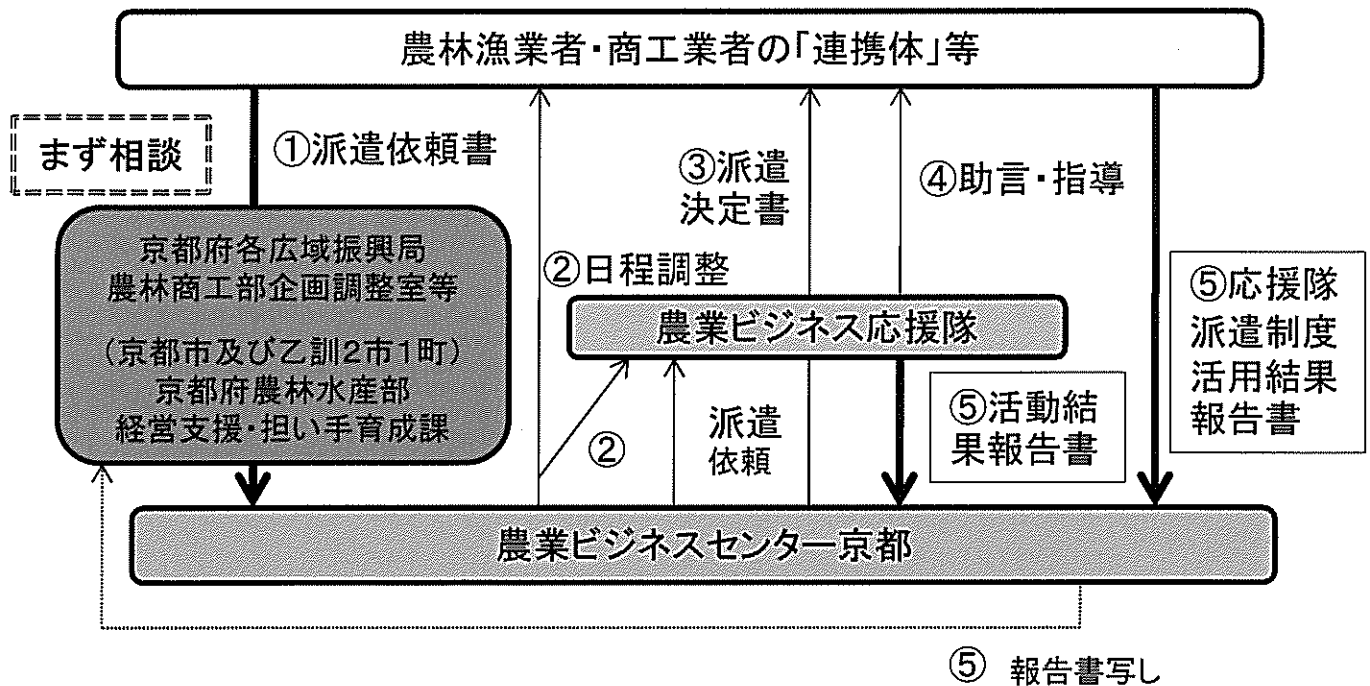 農林漁業者・商工業者の「連携体」等
まず相談
①派遣依頼書
③派遣
決定書
④助言・指導
京都府各広域振興局
農林商工部企画調整室等
（京都市及び乙訓2市1町）
京都府農林水産部
経営支援・担い手育成課
②日程調整
農業ビジネス応援隊
⑤応援隊
派遣制度
活用結果
報告書
②
派遣
依頼
⑤活動結
果報告書
農業ビジネスセンター京都
⑤ 報告書写し